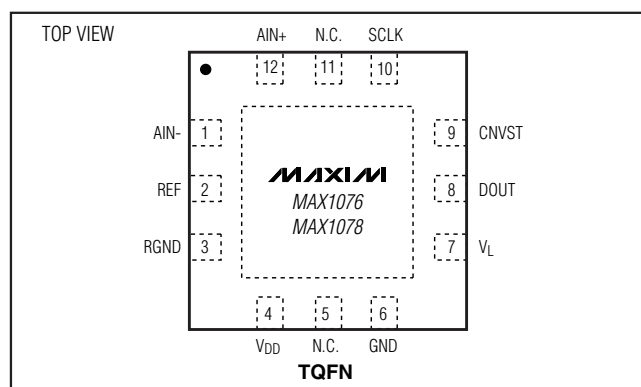 TOP VIEW
AIN+ N.C. SCLK
12 11 10
AIN- 1 9 CNVST
MAXIM
REF 2 MAX1076 8 DOUT
MAX1078
RGND 3 7 VL
4 5 6
VDD N.C. GND
TQFN